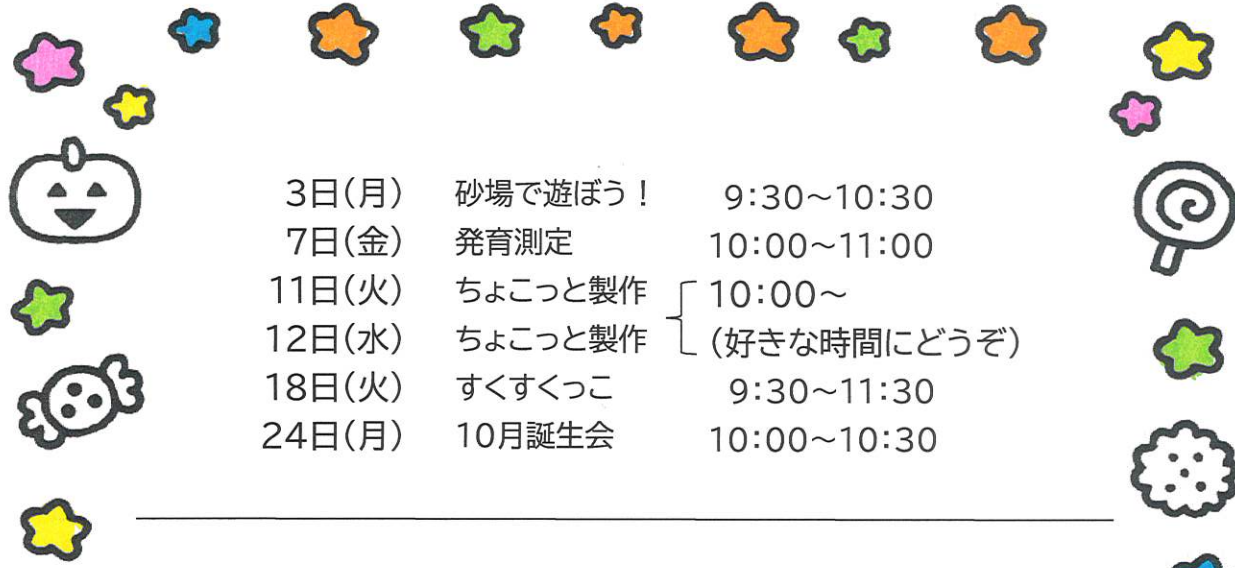 3日(月) 砂場で遊ぼう! 9:30~10:30
7日(金) 発育測定 10:00~11:00
11日(火) ちょこっと製作 10:00~
12日(水) ちょこっと製作 (好きな時間にどうぞ)
18日(火) すくすくっこ 9:30~11:30
24日(月) 10月誕生会 10:00~10:30